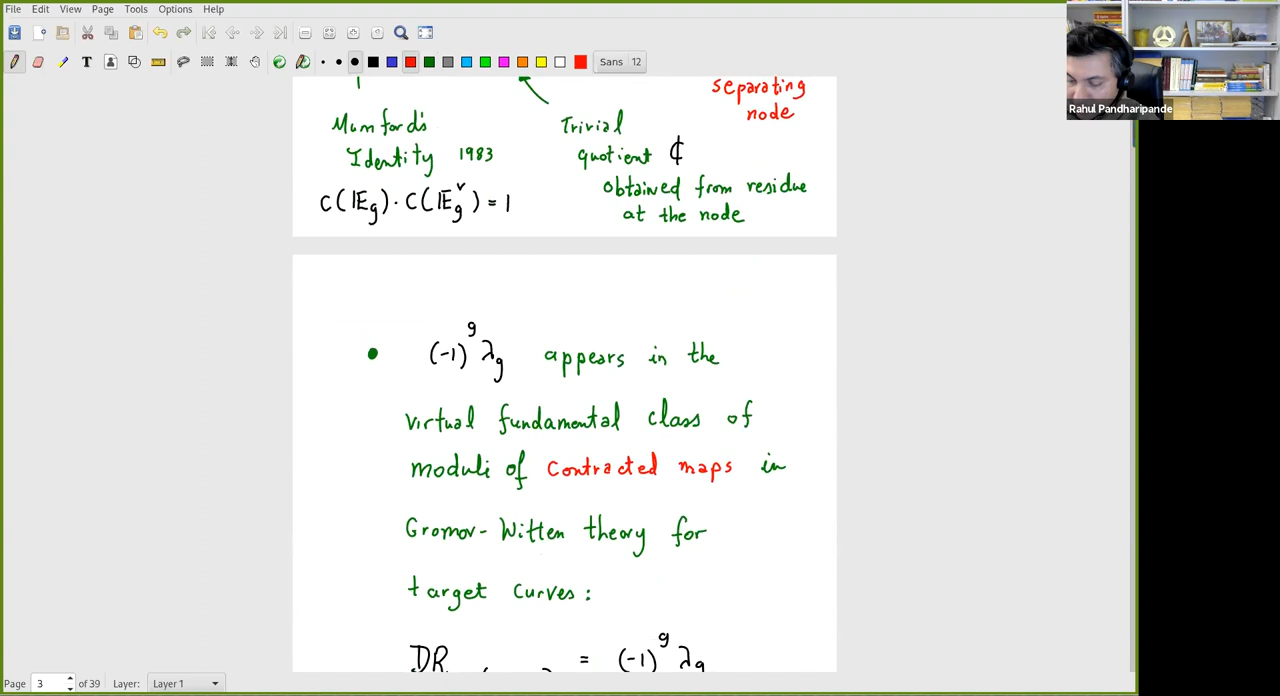 File Edit View Page Tools Options Help
Sans 12
Rahul Pandharipande
separating
node
Mumford's
Identity 1983
C(𝔼g) · C(𝔼g^∨) = 1
Trivial
quotient ℂ
obtained from residue
at the node
• (-1)^g λg appears in the
virtual fundamental class of
moduli of contracted maps in
Gromov-Witten theory for
target curves:
DR = (-1)^g λg
Page 3 of 39 Layer: Layer 1